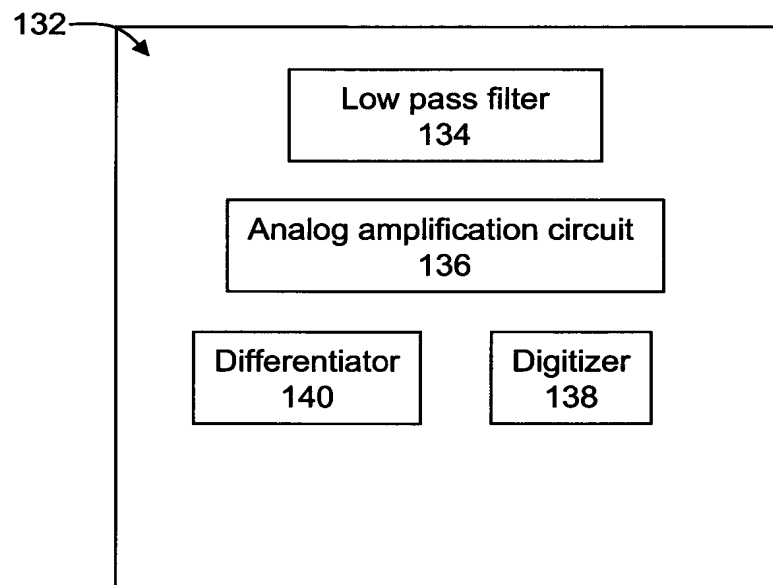 132
Low pass filter
134
Analog amplification circuit
136
Differentiator
140
Digitizer
138